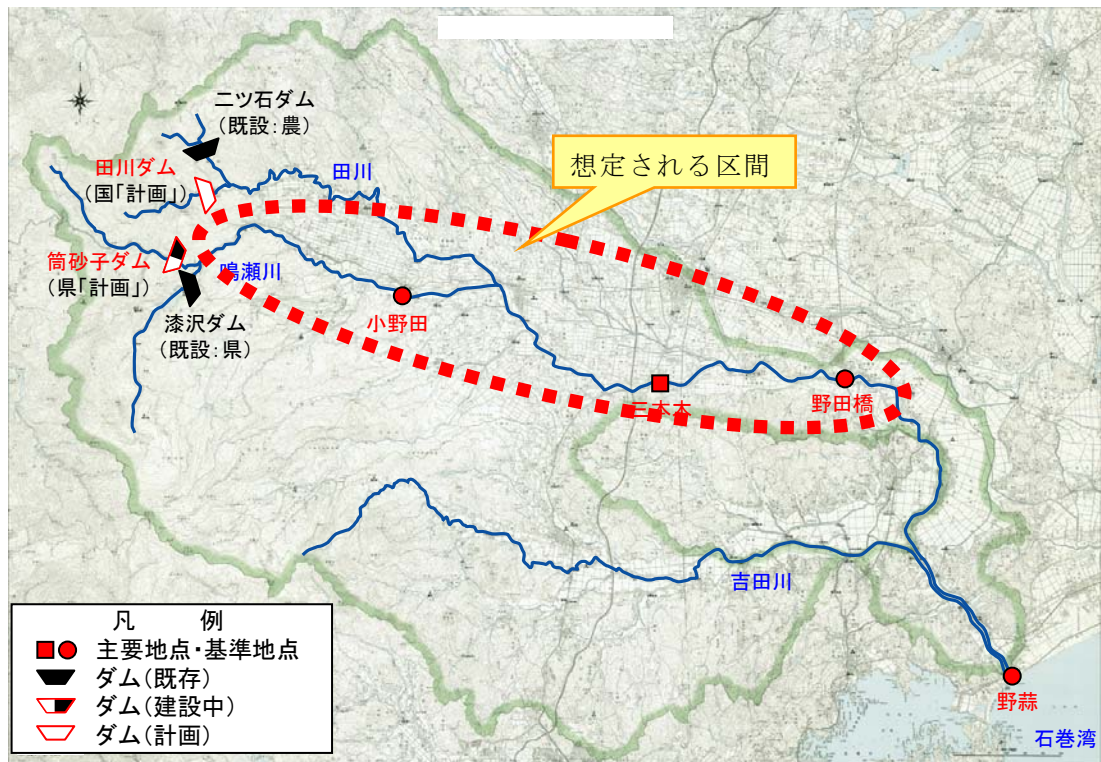 二ツ石ダム
（既設：農）
田川ダム
（国「計画」）
田川
想定される区間
筒砂子ダム
（県「計画」）
鳴瀬川
漆沢ダム
（既設：県）
小野田
三本木
野田橋
吉田川
野蒜
石巻湾
凡　例
主要地点・基準地点
ダム（既存）
ダム（建設中）
ダム（計画）